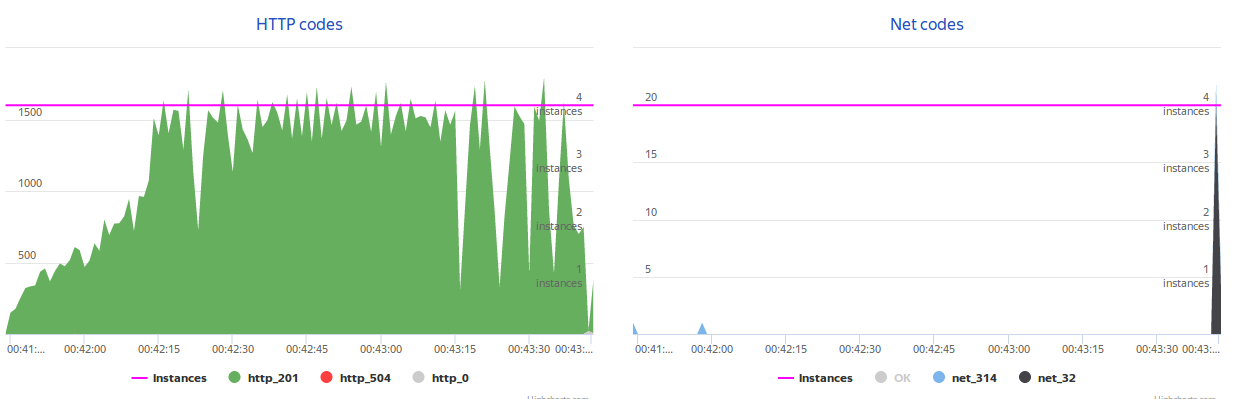 HTTP codes
1500
1000
500
4
instances
3
instances
2
instances
1
instances
00:41:...
00:42:00
00:42:15
00:42:30
00:42:45
00:43:00
00:43:15
00:43:30
00:43:...
Instances
http_201
http_504
http_0
Highcharts.com
Net codes
20
15
10
5
4
instances
3
instances
2
instances
1
instances
00:41:...
00:42:00
00:42:15
00:42:30
00:42:45
00:43:00
00:43:15
00:43:30
00:43:...
Instances
OK
net_314
net_32
Highcharts.com